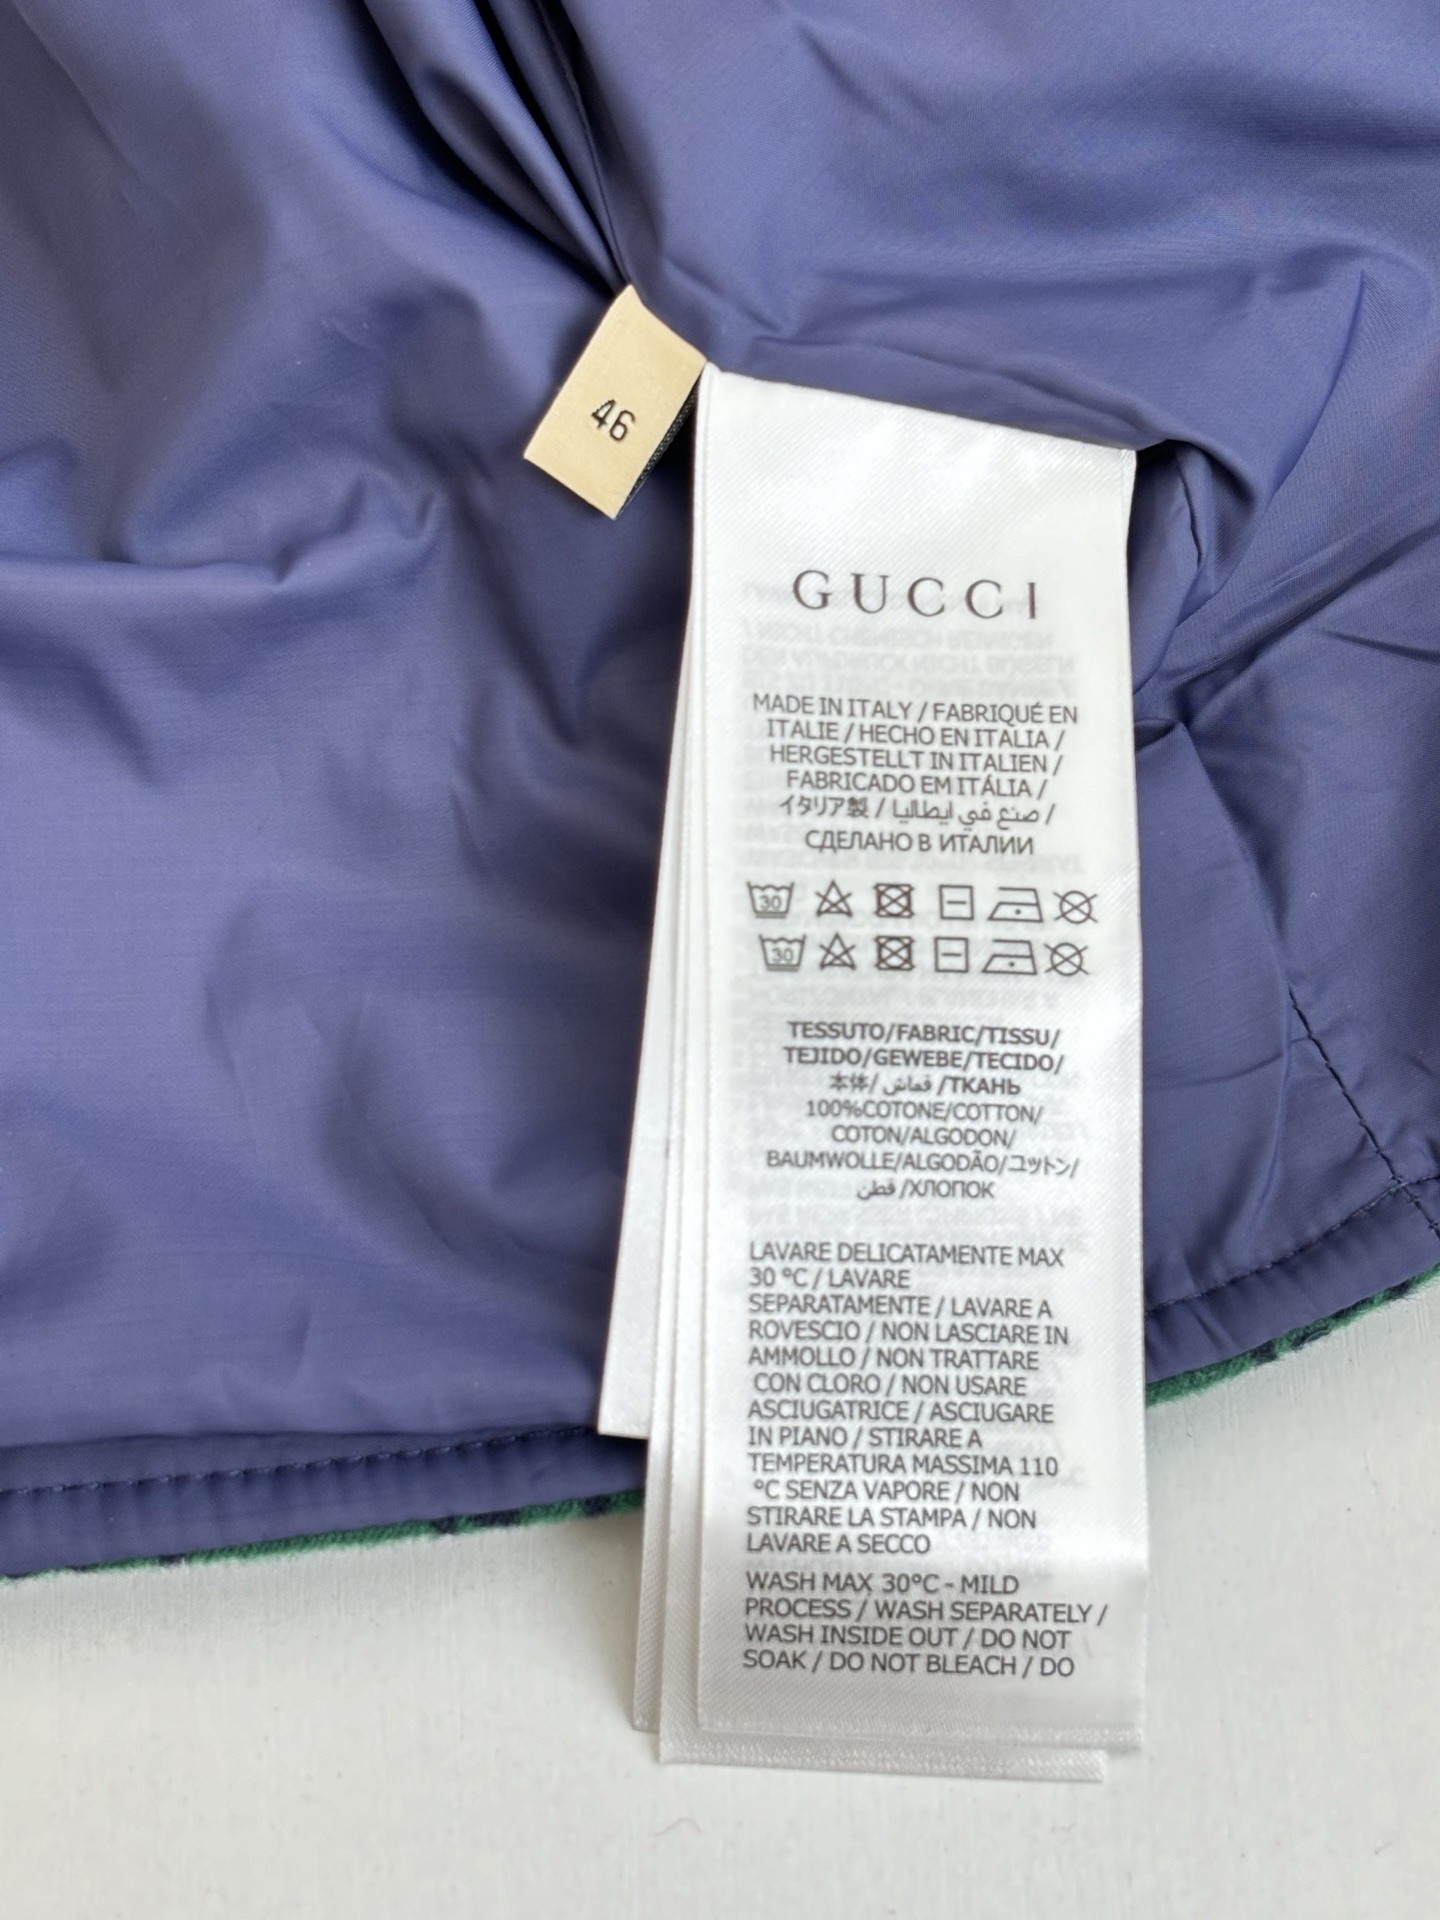 46
GUCCI
MADE IN ITALY / FABRIQUÉ EN
ITALIE / HECHO EN ITALIA /
HERGESTELLT IN ITALIEN /
FABRICADO EM ITÁLIA /
イタリア製 / صنع في ايطاليا /
СДЕЛАНО В ИТАЛИИ
30
30
TESSUTO/FABRIC/TISSU/
TEJIDO/GEWEBE/TECIDO/
本体/ قماش /ТКАНЬ
100%COTONE/COTTON/
COTON/ALGODON/
BAUMWOLLE/ALGODÃO/コットン/
قطن /ХЛОПОК
LAVARE DELICATAMENTE MAX
30 °C / LAVARE
SEPARATAMENTE / LAVARE A
ROVESCIO / NON LASCIARE IN
AMMOLLO / NON TRATTARE
CON CLORO / NON USARE
ASCIUGATRICE / ASCIUGARE
IN PIANO / STIRARE A
TEMPERATURA MASSIMA 110
°C SENZA VAPORE / NON
STIRARE LA STAMPA / NON
LAVARE A SECCO
WASH MAX 30°C - MILD
PROCESS / WASH SEPARATELY /
WASH INSIDE OUT / DO NOT
SOAK / DO NOT BLEACH / DO